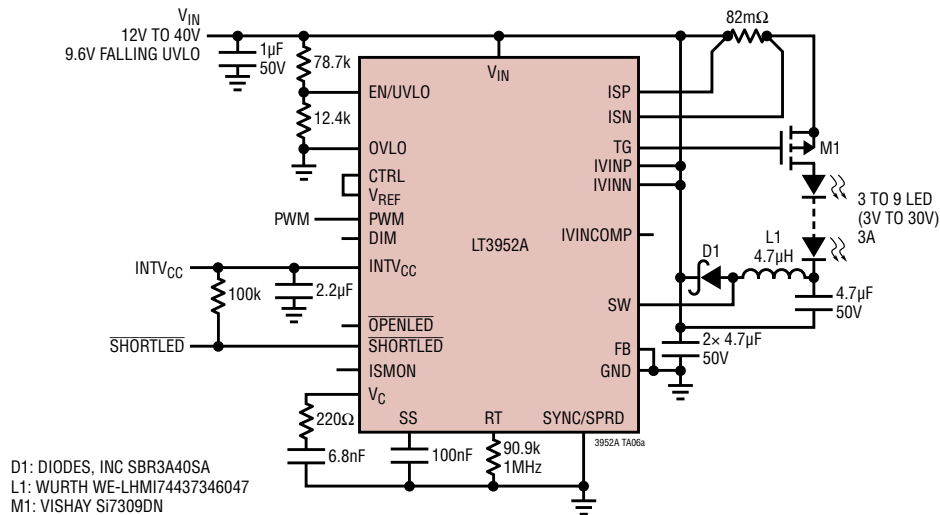 VIN
12V TO 40V
9.6V FALLING UVLO
1µF
50V
78.7k
12.4k
82mΩ
VIN
EN/UVLO
OVLO
CTRL
VREF
PWM
PWM
DIM
INTVCC
INTVCC
100k
2.2µF
OPENLED
SHORTLED
SHORTLED
ISMON
VC
SS
RT
SYNC/SPRD
LT3952A
ISP
ISN
TG
IVINP
IVINN
IVINCOMP
SW
FB
GND
M1
3 TO 9 LED
(3V TO 30V)
3A
D1
L1
4.7µH
4.7µF
50V
2× 4.7µF
50V
220Ω
6.8nF
100nF
90.9k
1MHz
3952A TA06a
D1: DIODES, INC SBR3A40SA
L1: WURTH WE-LHMI74437346047
M1: VISHAY Si7309DN